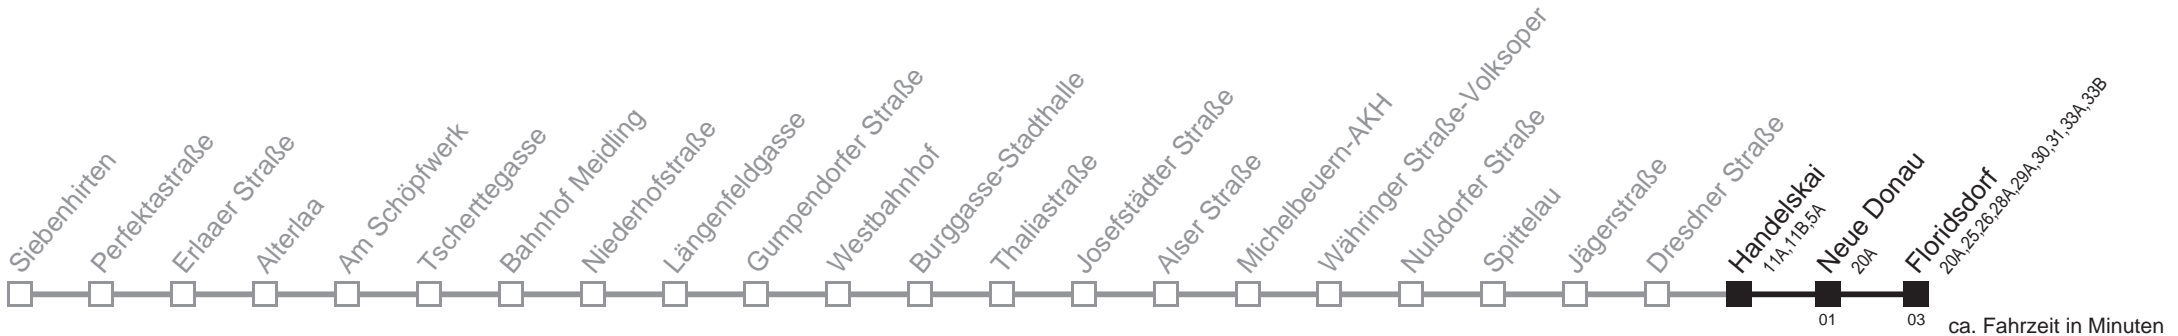 Siebenhirten
Perfektastraße
Erlaaer Straße
Alterlaa
Am Schöpfwerk
Tscherttegasse
Bahnhof Meidling
Niederhofstraße
Längenfeldgasse
Gumpendorfer Straße
Westbahnhof
Burggasse-Stadthalle
Thaliastraße
Josefstädter Straße
Alser Straße
Michelbeuern-AKH
Währinger Straße-Volksoper
Nußdorfer Straße
Spittelau
Jägerstraße
Dresdner Straße
Handelskai
11A,11B,5A
Neue Donau
20A
Floridsdorf
20A,25,26,28A,29A,30,31,33A,33B
01
03
ca. Fahrzeit in Minuten